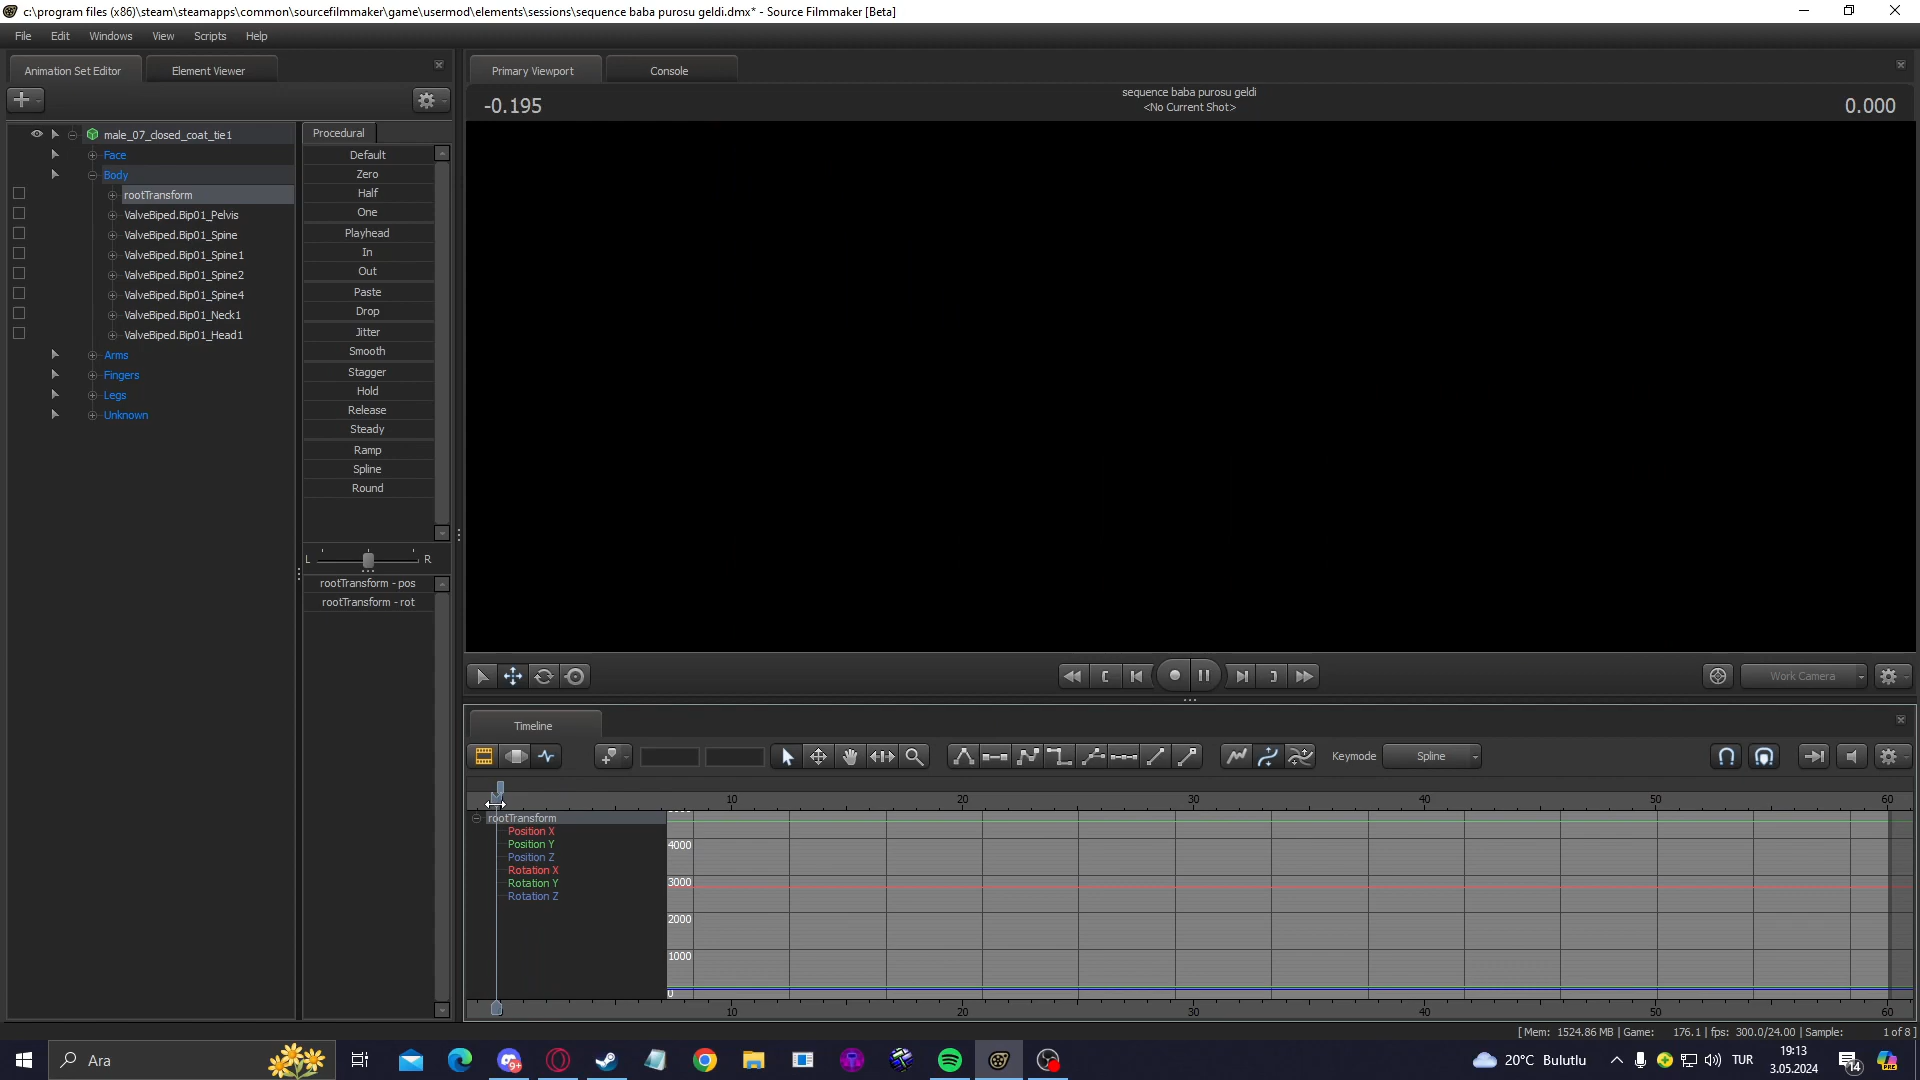 c:\program files (x86)\steam\steamapps\common\sourcefilmmaker\game\usermod\elements\sessions\sequence baba purosu geldi.dmx* - Source Filmmaker [Beta]
File Edit Windows View Scripts Help
Animation Set Editor Element Viewer
Primary Viewport Console
-0.195
sequence baba purosu geldi
<No Current Shot>
0.000
male_07_closed_coat_tie1
Face
Body
rootTransform
ValveBiped.Bip01_Pelvis
ValveBiped.Bip01_Spine
ValveBiped.Bip01_Spine1
ValveBiped.Bip01_Spine2
ValveBiped.Bip01_Spine4
ValveBiped.Bip01_Neck1
ValveBiped.Bip01_Head1
Arms
Fingers
Legs
Unknown
Procedural
Default
Zero
Half
One
Playhead
In
Out
Paste
Drop
Jitter
Smooth
Stagger
Hold
Release
Steady
Ramp
Spline
Round
L R
rootTransform - pos
rootTransform - rot
Work Camera
Timeline
Keymode Spline
10 20 30 40 50 60
rootTransform
Position X
Position Y
Position Z
Rotation X
Rotation Y
Rotation Z
4000
3000
2000
1000
0
10 20 30 40 50 60
[ Mem: 1524.86 MB | Game: 176.1 | fps: 300.0/24.00 | Sample: 1 of 8 ]
Ara
9+
20°C Bulutlu
TUR
19:13
3.05.2024
14
PRE